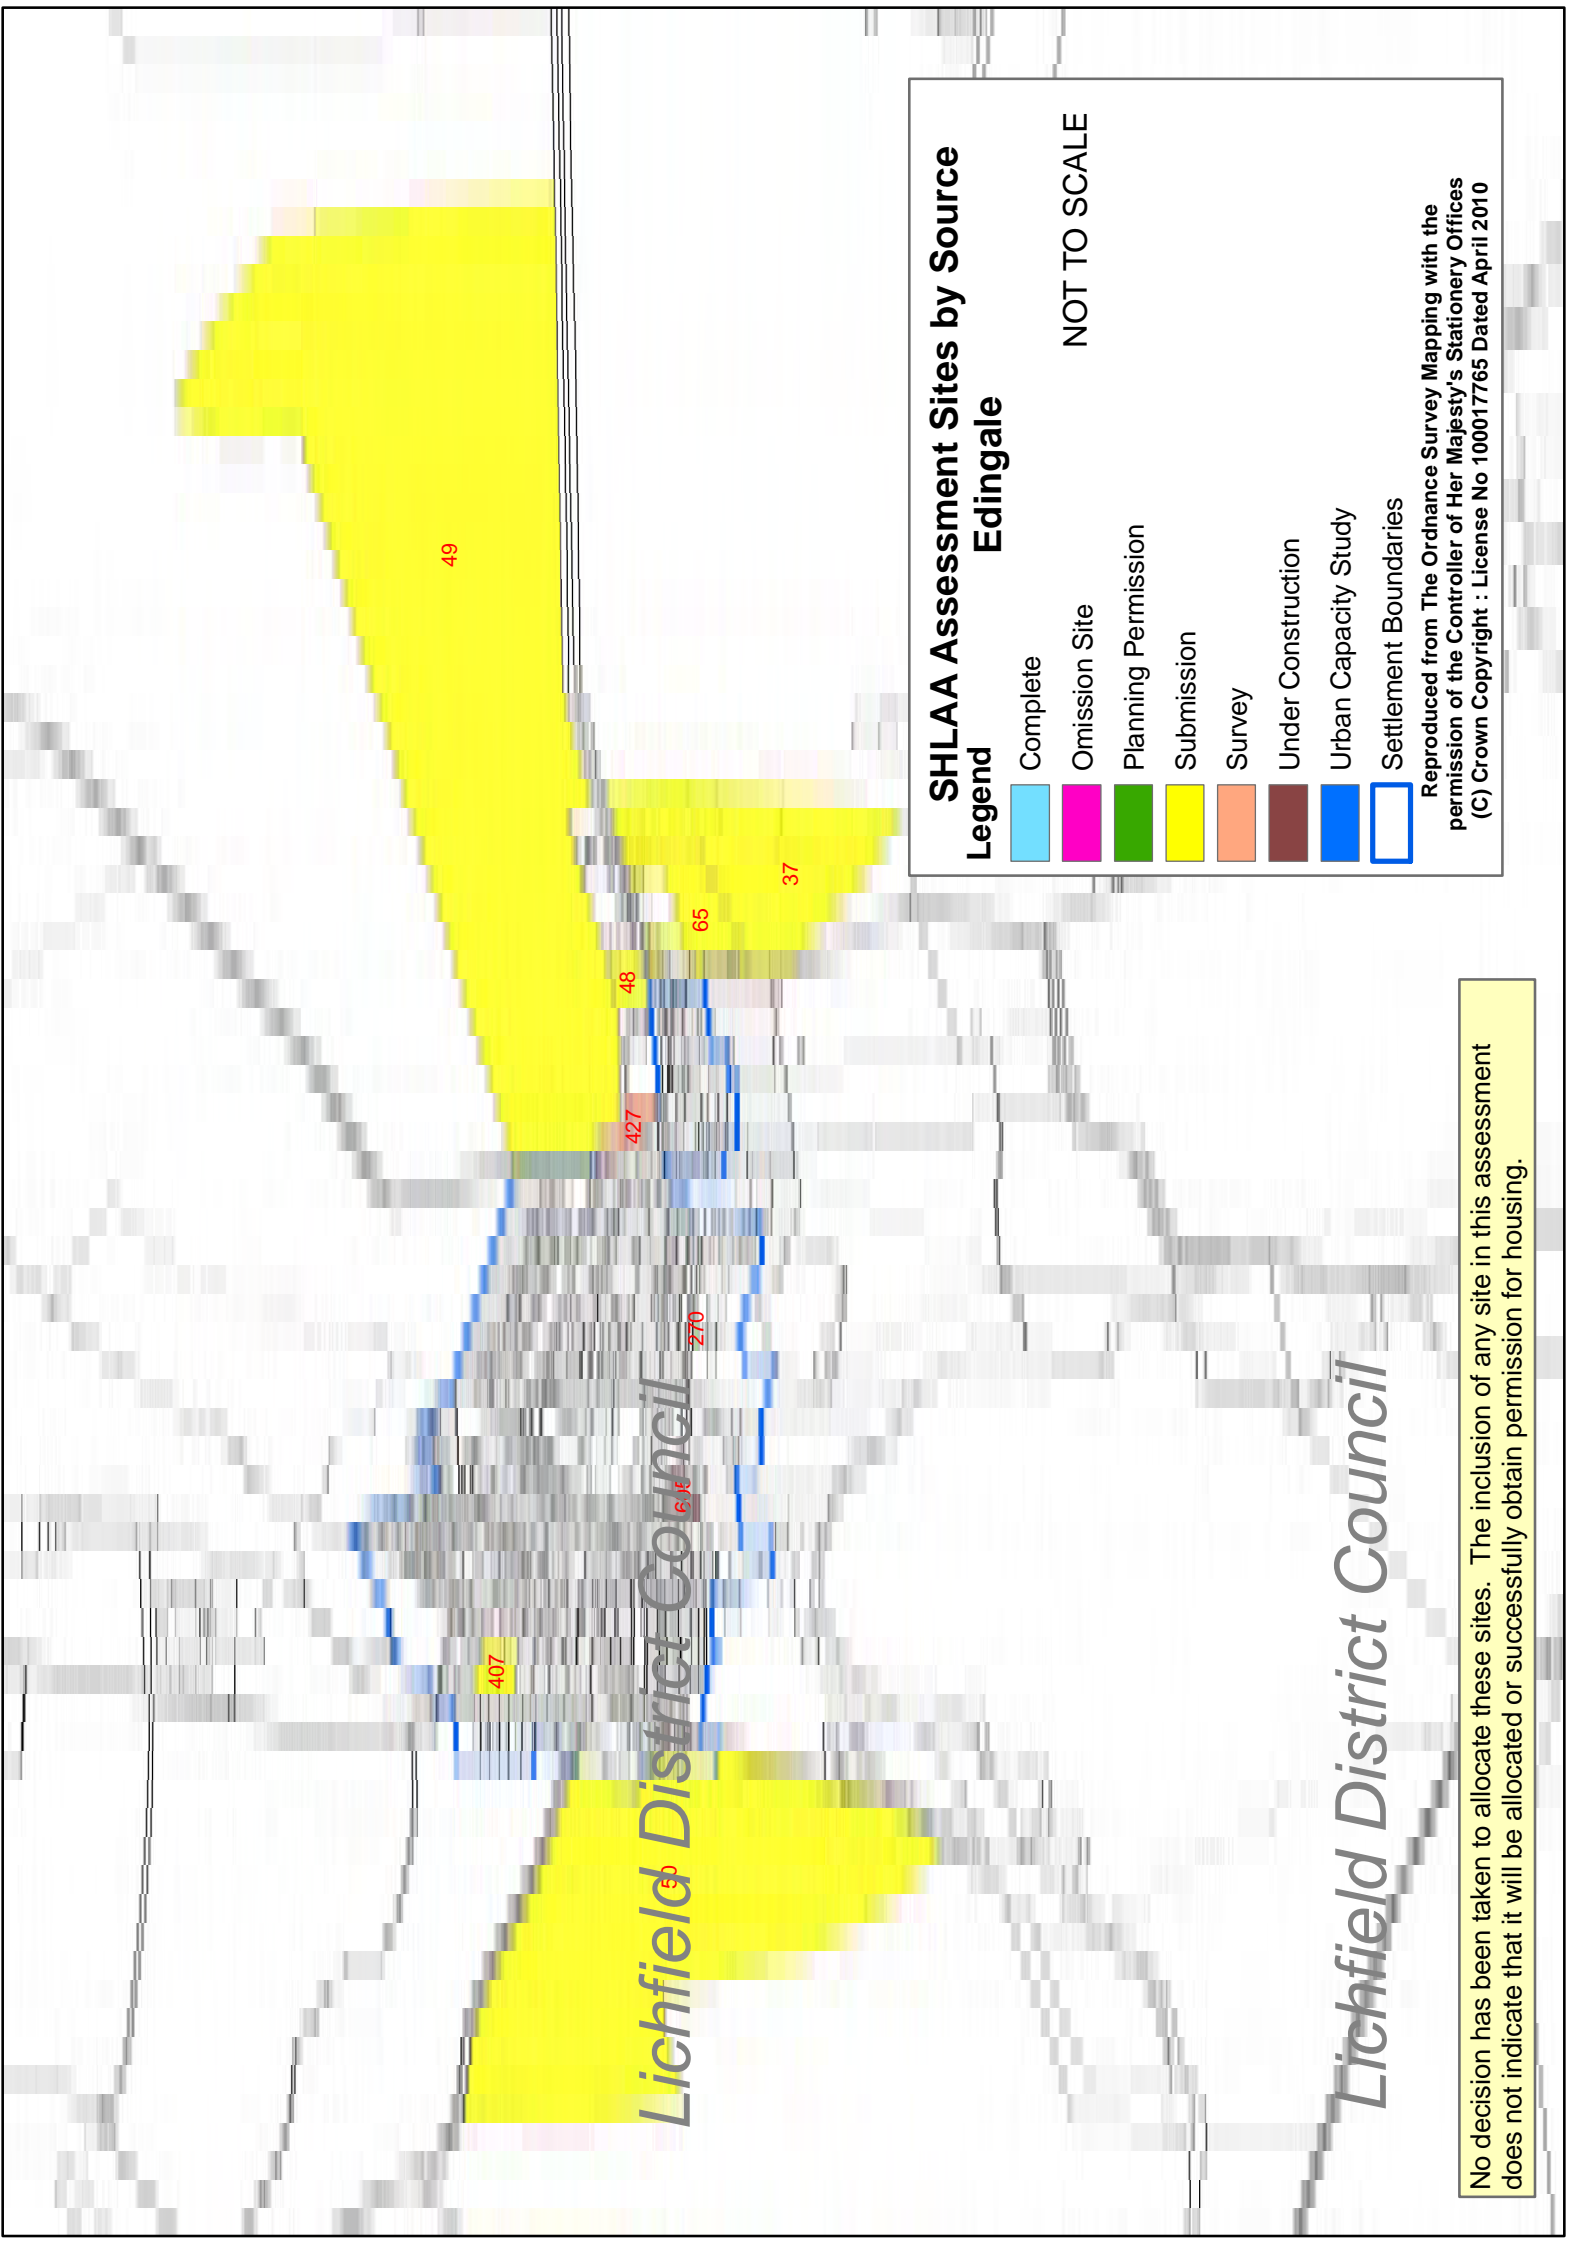 SHLAA Assessment Sites by Source
Edingale
Legend
NOT TO SCALE
Complete
Omission Site
Planning Permission
Submission
Survey
Under Construction
Urban Capacity Study
Settlement Boundaries
Reproduced from The Ordnance Survey Mapping with the
permission of the Controller of Her Majesty's Stationery Offices
(C) Crown Copyright : License No 100017765 Dated April 2010
49
407
48
427
65
37
270
50
Lichfield District Council
Lichfield District Council
No decision has been taken to allocate these sites. The inclusion of any site in this assessment
does not indicate that it will be allocated or successfully obtain permission for housing.